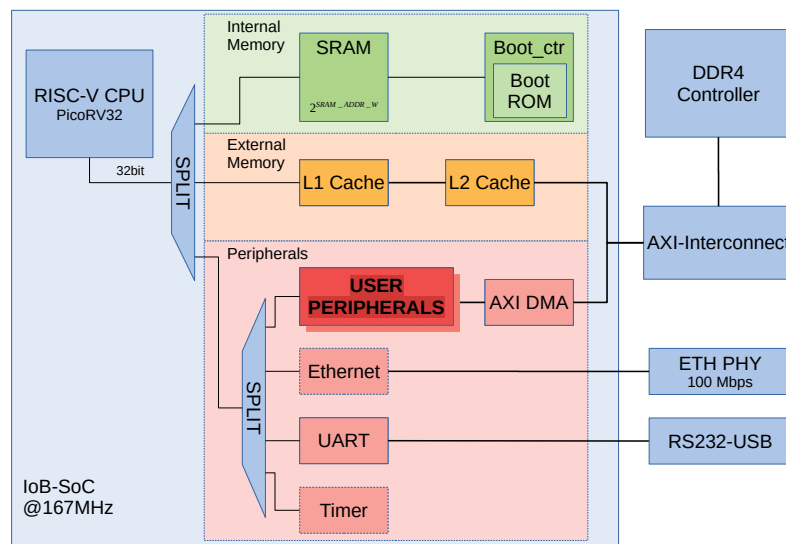 Internal
Memory
SRAM
2^SRAM_ADDR_W
Boot_ctr
Boot
ROM
DDR4
Controller
RISC-V CPU
PicoRV32
32bit
SPLIT
External
Memory
L1 Cache
L2 Cache
AXI-Interconnect
Peripherals
USER
PERIPHERALS
AXI DMA
SPLIT
Ethernet
ETH PHY
100 Mbps
UART
RS232-USB
Timer
IoB-SoC
@167MHz